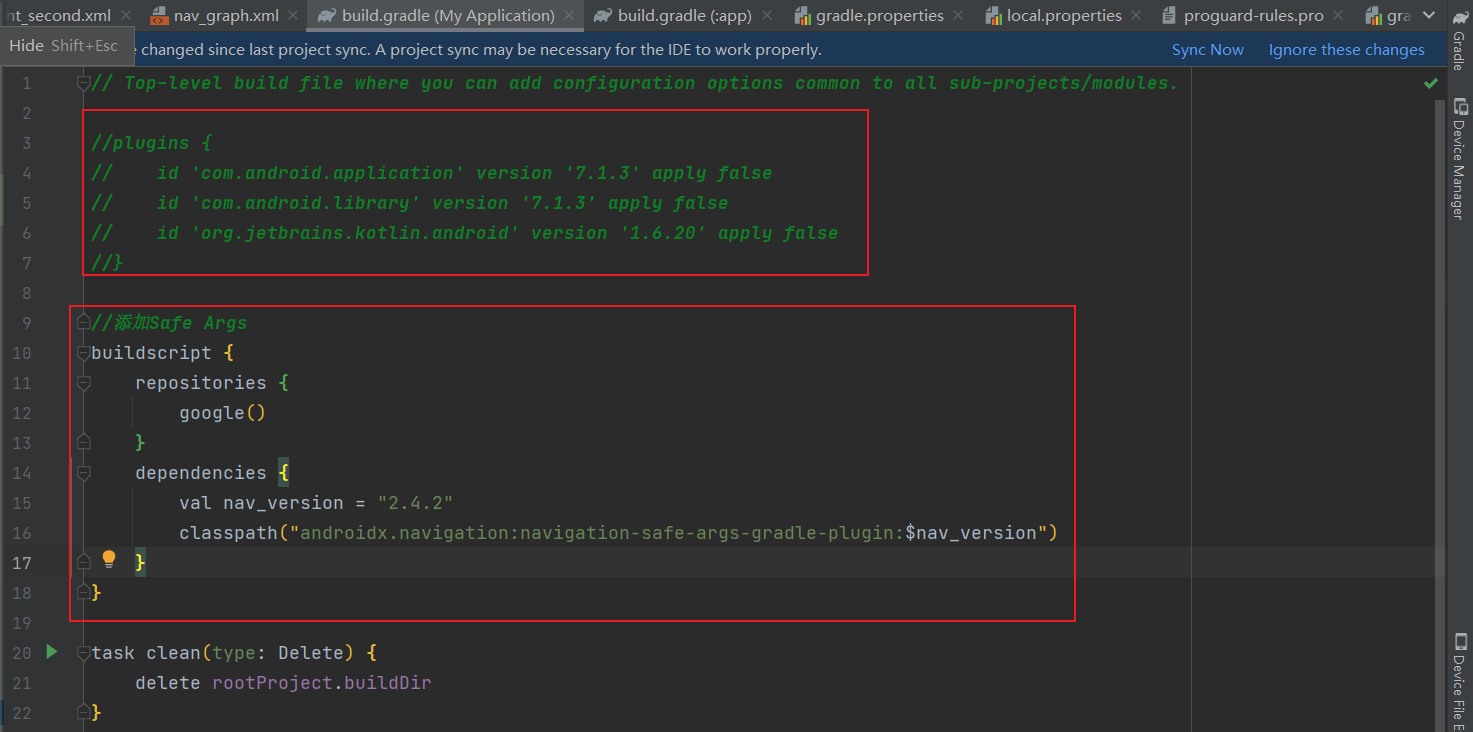 nt_second.xml
nav_graph.xml
build.gradle (My Application)
build.gradle (:app)
gradle.properties
local.properties
proguard-rules.pro
gra
Hide Shift+Esc
changed since last project sync. A project sync may be necessary for the IDE to work properly.
Sync Now
Ignore these changes
1 // Top-level build file where you can add configuration options common to all sub-projects/modules.
2
3 //plugins {
4 //    id 'com.android.application' version '7.1.3' apply false
5 //    id 'com.android.library' version '7.1.3' apply false
6 //    id 'org.jetbrains.kotlin.android' version '1.6.20' apply false
7 //}
8
9 //添加Safe Args
10 buildscript {
11     repositories {
12         google()
13     }
14     dependencies {
15         val nav_version = "2.4.2"
16         classpath("androidx.navigation:navigation-safe-args-gradle-plugin:$nav_version")
17     }
18 }
19
20 task clean(type: Delete) {
21     delete rootProject.buildDir
22 }
Gradle
Device Manager
Device File E